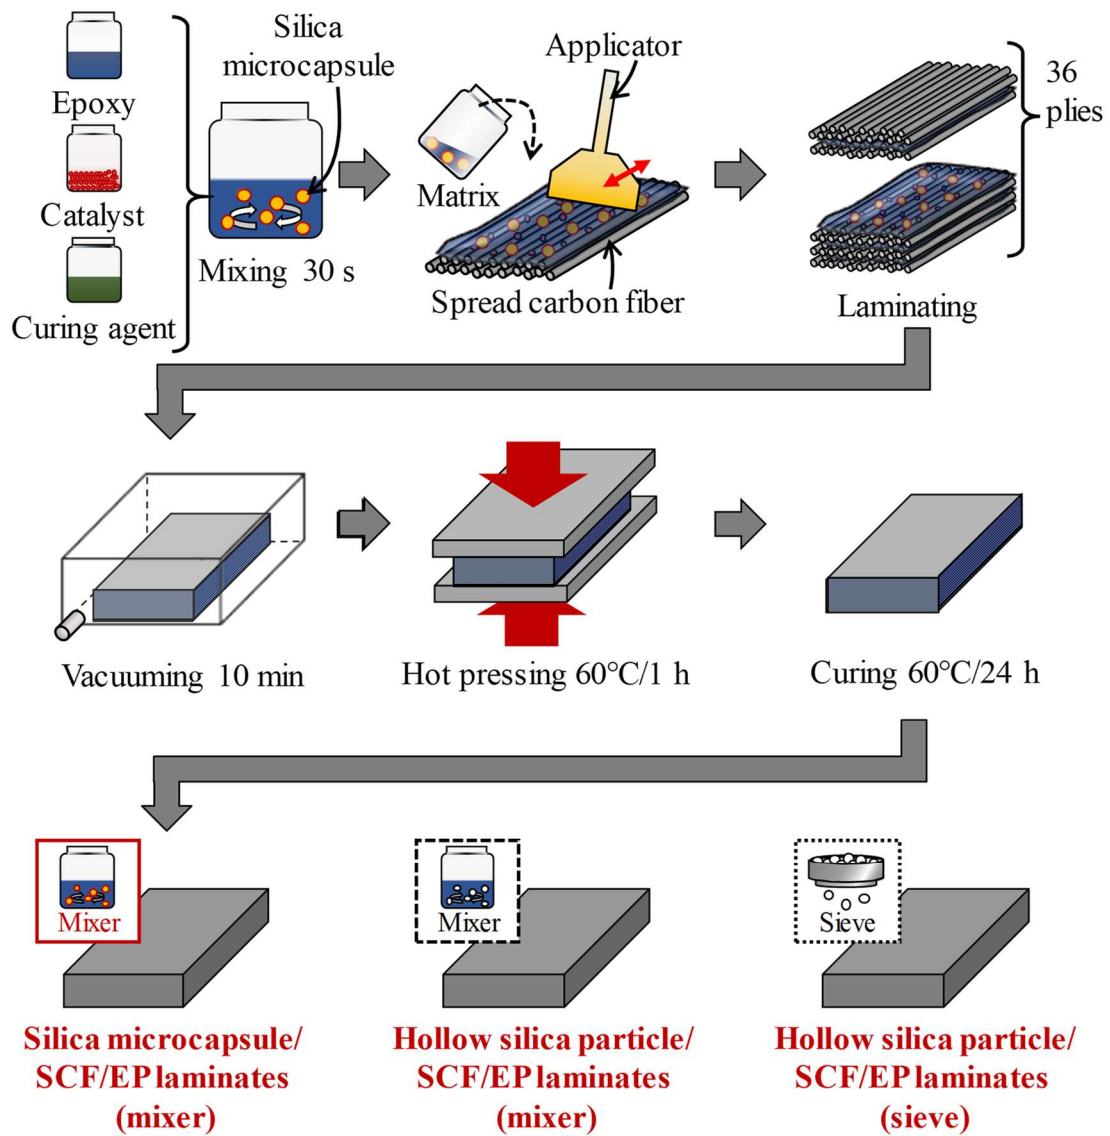 Epoxy
Catalyst
Curing agent
Silica
microcapsule
Mixing 30 s
Applicator
Matrix
Spread carbon fiber
36
plies
Laminating
Vacuuming 10 min
Hot pressing 60°C/1 h
Curing 60°C/24 h
Mixer
Silica microcapsule/
SCF/EP laminates
(mixer)
Mixer
Hollow silica particle/
SCF/EP laminates
(mixer)
Sieve
Hollow silica particle/
SCF/EP laminates
(sieve)